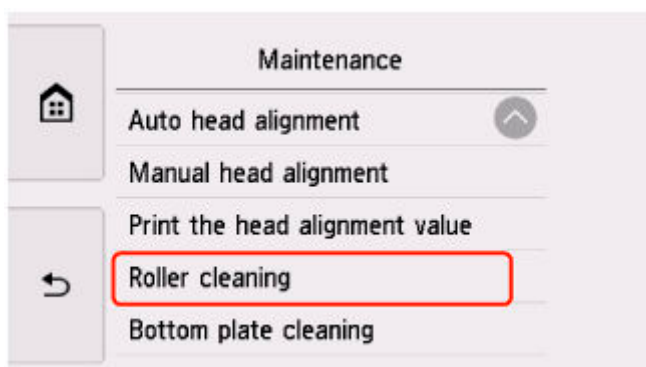 Maintenance
Auto head alignment
Manual head alignment
Print the head alignment value
Roller cleaning
Bottom plate cleaning